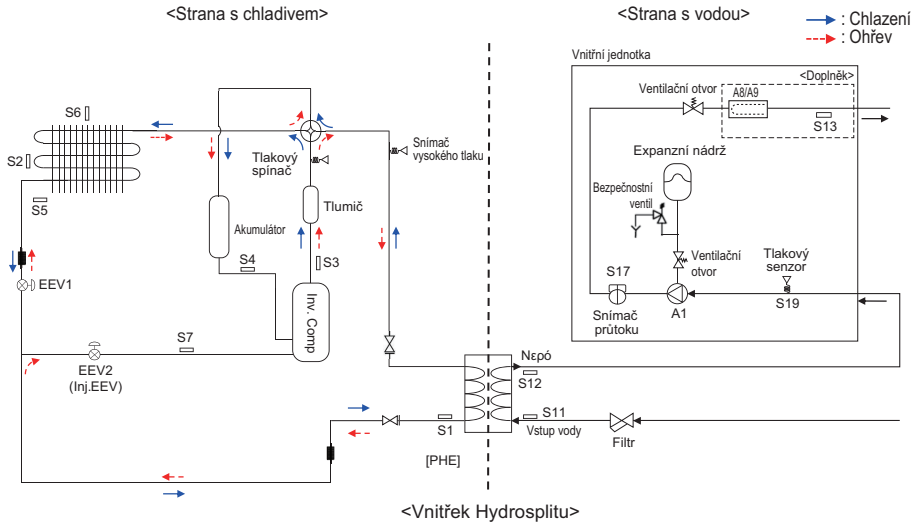 <Strana s chladivem>
<Strana s vodou>
: Chlazení
: Ohřev
Vnitřní jednotka
<Doplněk>
Ventilační otvor
A8/A9
S13
S6
S2
S5
Tlakový
spínač
Snímač
vysokého tlaku
Expanzní nádrž
Bezpečnostní
ventil
Tlumič
Akumulátor
S4
S3
Ventilační
otvor
Tlakový
senzor
S17
S19
Snímač
průtoku
A1
EEV1
Inv. Comp
S7
EEV2
(Inj.EEV)
Νερό
S12
S11
S1
Vstup vody
Filtr
[PHE]
<Vnitřek Hydrosplitu>